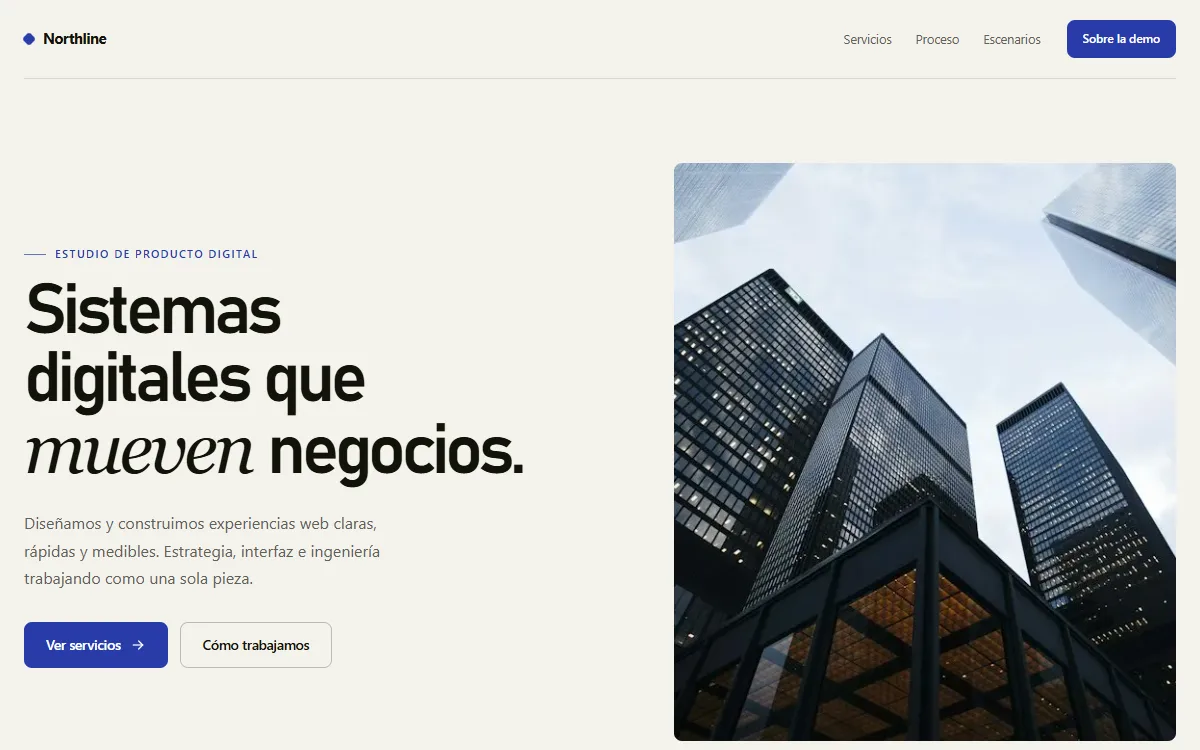 Northline
Servicios
Proceso
Escenarios
Sobre la demo
ESTUDIO DE PRODUCTO DIGITAL
Sistemas
digitales que
mueven negocios.
Diseñamos y construimos experiencias web claras,
rápidas y medibles. Estrategia, interfaz e ingeniería
trabajando como una sola pieza.
Ver servicios →
Cómo trabajamos